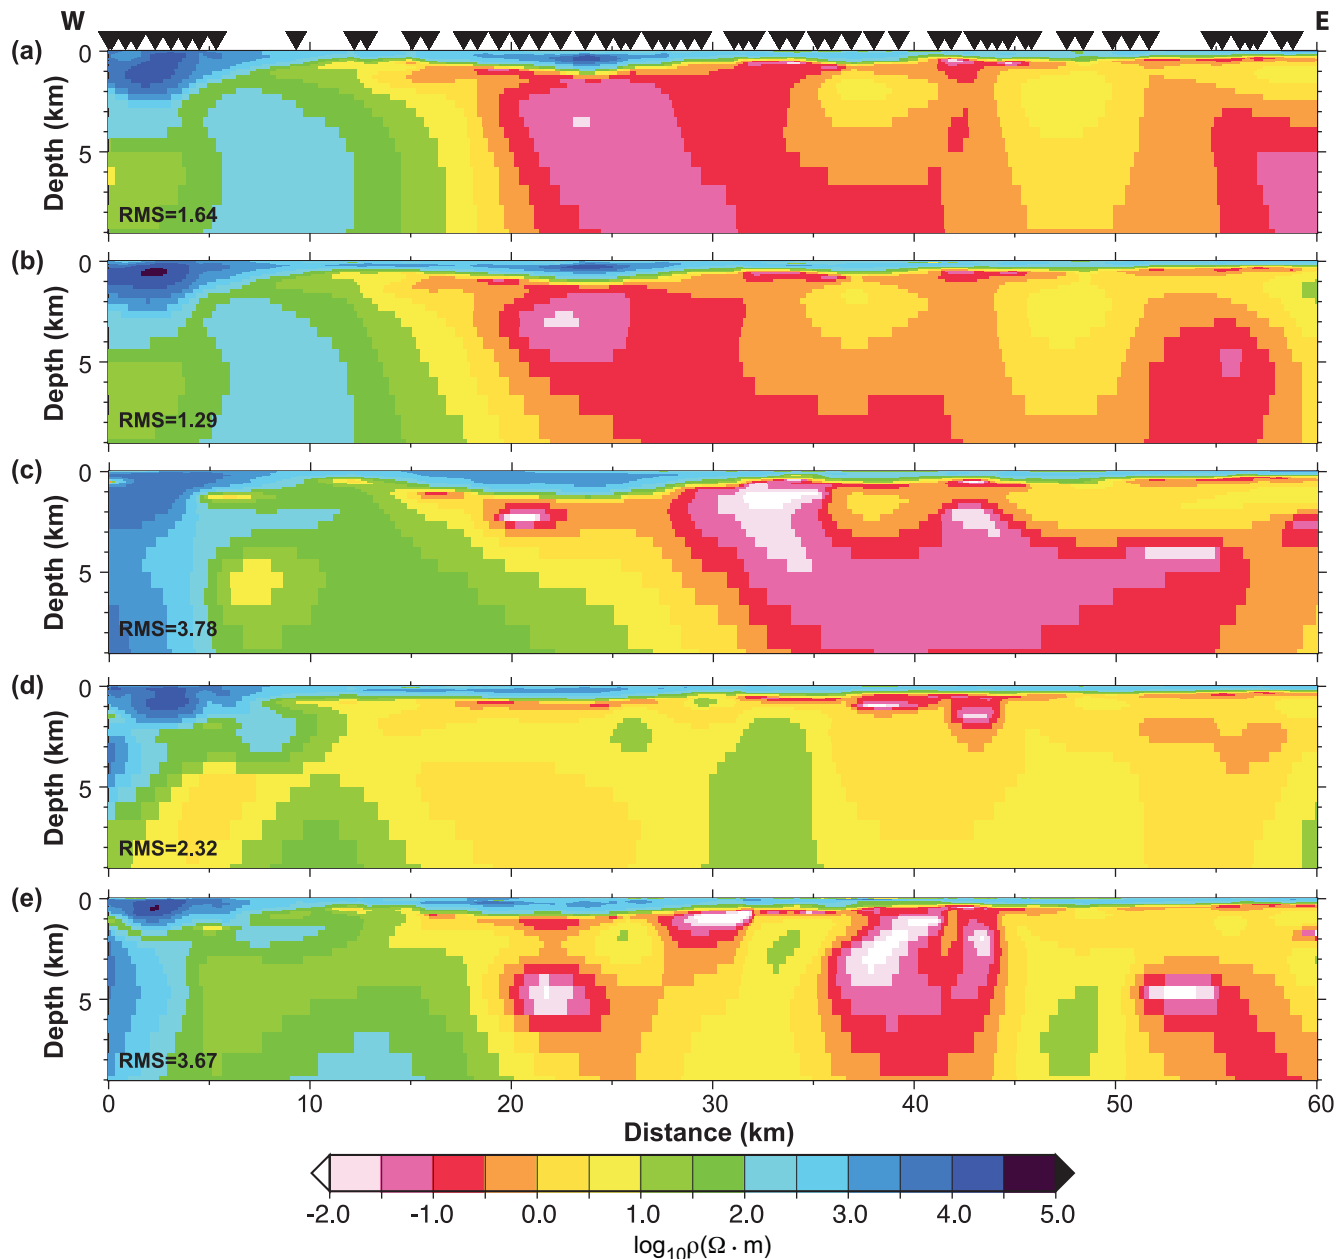 W E
(a) 0
5
Depth (km)
RMS=1.64
(b) 0
5
Depth (km)
RMS=1.29
(c) 0
5
Depth (km)
RMS=3.78
(d) 0
5
Depth (km)
RMS=2.32
(e) 0
5
Depth (km)
RMS=3.67
0 10 20 30 40 50 60
Distance (km)
-2.0 -1.0 0.0 1.0 2.0 3.0 4.0 5.0
log10ρ(Ω · m)